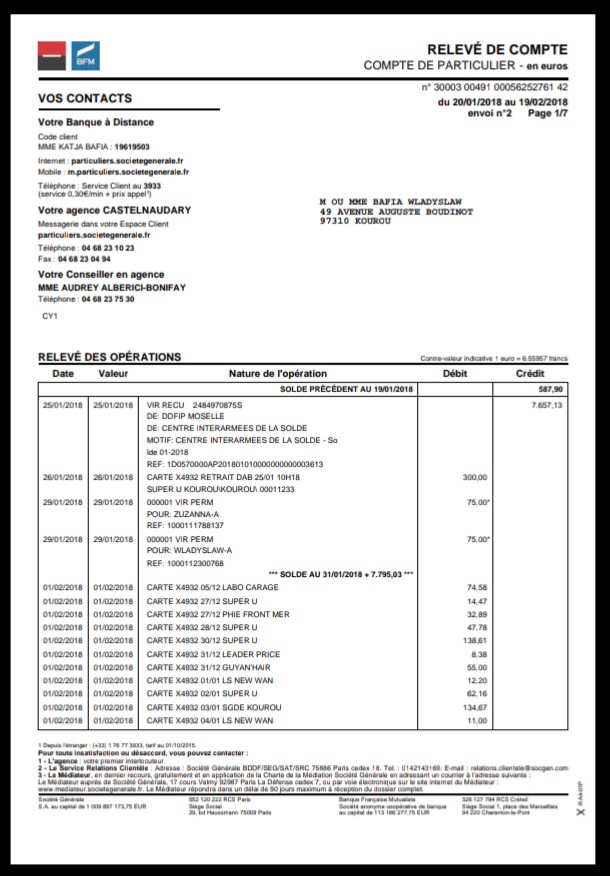 BFM
RELEVÉ DE COMPTE
COMPTE DE PARTICULIER - en euros
n° 30003 00491 00056252761 42
du 20/01/2018 au 19/02/2018
envoi n°2 Page 1/7
VOS CONTACTS
Votre Banque à Distance
Code client
MME KATJA BAFIA : 19619503
Internet : particuliers.societegenerale.fr
Mobile : m.particuliers.societegenerale.fr
Téléphone : Service Client au 3933
(service 0,30€/min + prix appel¹)
Votre agence CASTELNAUDARY
Messagerie dans votre Espace Client
particuliers.societegenerale.fr
Téléphone : 04 68 23 10 23
Fax : 04 68 23 04 94
Votre Conseiller en agence
MME AUDREY ALBERICI-BONIFAY
Téléphone : 04 68 23 75 30
CY1
M OU MME BAFIA WLADYSLAW
49 AVENUE AUGUSTE BOUDINOT
97310 KOUROU
RELEVÉ DES OPÉRATIONS
Contre-valeur indicative 1 euro = 6.55957 francs
Date Valeur Nature de l'opération Débit Crédit
SOLDE PRÉCÉDENT AU 19/01/2018 587,90
25/01/2018 25/01/2018 VIR RECU 2484970875S 7.657,13
DE: DDFIP MOSELLE
DE: CENTRE INTERARMEES DE LA SOLDE
MOTIF: CENTRE INTERARMEES DE LA SOLDE - So
lde 01-2018
REF: 1D0570000AP20180101000000000003613
26/01/2018 26/01/2018 CARTE X4932 RETRAIT DAB 25/01 10H18 300,00
SUPER U KOUROU\KOUROU\ 00011233
29/01/2018 29/01/2018 000001 VIR PERM 75,00*
POUR: ZUZANNA-A
REF: 1000111788137
29/01/2018 29/01/2018 000001 VIR PERM 75,00*
POUR: WLADYSLAW-A
REF: 1000112300768
*** SOLDE AU 31/01/2018 + 7.795,03 ***
01/02/2018 01/02/2018 CARTE X4932 05/12 LABO CARAGE 74,58
01/02/2018 01/02/2018 CARTE X4932 27/12 SUPER U 14,47
01/02/2018 01/02/2018 CARTE X4932 27/12 PHIE FRONT MER 32,89
01/02/2018 01/02/2018 CARTE X4932 28/12 SUPER U 47,78
01/02/2018 01/02/2018 CARTE X4932 30/12 SUPER U 138,61
01/02/2018 01/02/2018 CARTE X4932 31/12 LEADER PRICE 8,38
01/02/2018 01/02/2018 CARTE X4932 31/12 GUYAN'HAIR 55,00
01/02/2018 01/02/2018 CARTE X4932 01/01 LS NEW WAN 12,20
01/02/2018 01/02/2018 CARTE X4932 02/01 SUPER U 62,16
01/02/2018 01/02/2018 CARTE X4932 03/01 SGDE KOUROU 134,67
01/02/2018 01/02/2018 CARTE X4932 04/01 LS NEW WAN 11,00
1 Depuis l'étranger : (+33) 1 76 77 3933, tarif au 01/10/2015.
Pour toute insatisfaction ou désaccord, vous pouvez contacter :
1 - L'agence : votre premier interlocuteur
2 - Le Service Relations Clientèle : Adresse : Société Générale BDDF/SEG/SAT/SRC 75886 Paris cedex 18. Tel. : 0142143169. E-mail : relations.clientele@socgen.com
3 - Le Médiateur, en dernier recours, gratuitement et en application de la Charte de la Médiation Société Générale en adressant un courrier à l'adresse suivante :
Le Médiateur auprès de Société Générale, 17 cours Valmy 92987 Paris La Défense cedex 7, ou par voie électronique sur le site internet du Médiateur :
www.mediateur.societegenerale.fr. Le Médiateur répondra dans un délai de 90 jours maximum à réception du dossier complet.
Société Générale 552 120 222 RCS Paris Banque Française Mutualiste 326 127 784 RCS Créteil
S.A. au capital de 1 009 897 173,75 EUR Siège Social Société anonyme coopérative de banque Siège Social 1, place des Marseillais
29, bd Haussmann 75009 Paris au capital de 113 186 277,75 EUR 94 220 Charenton-le-Pont